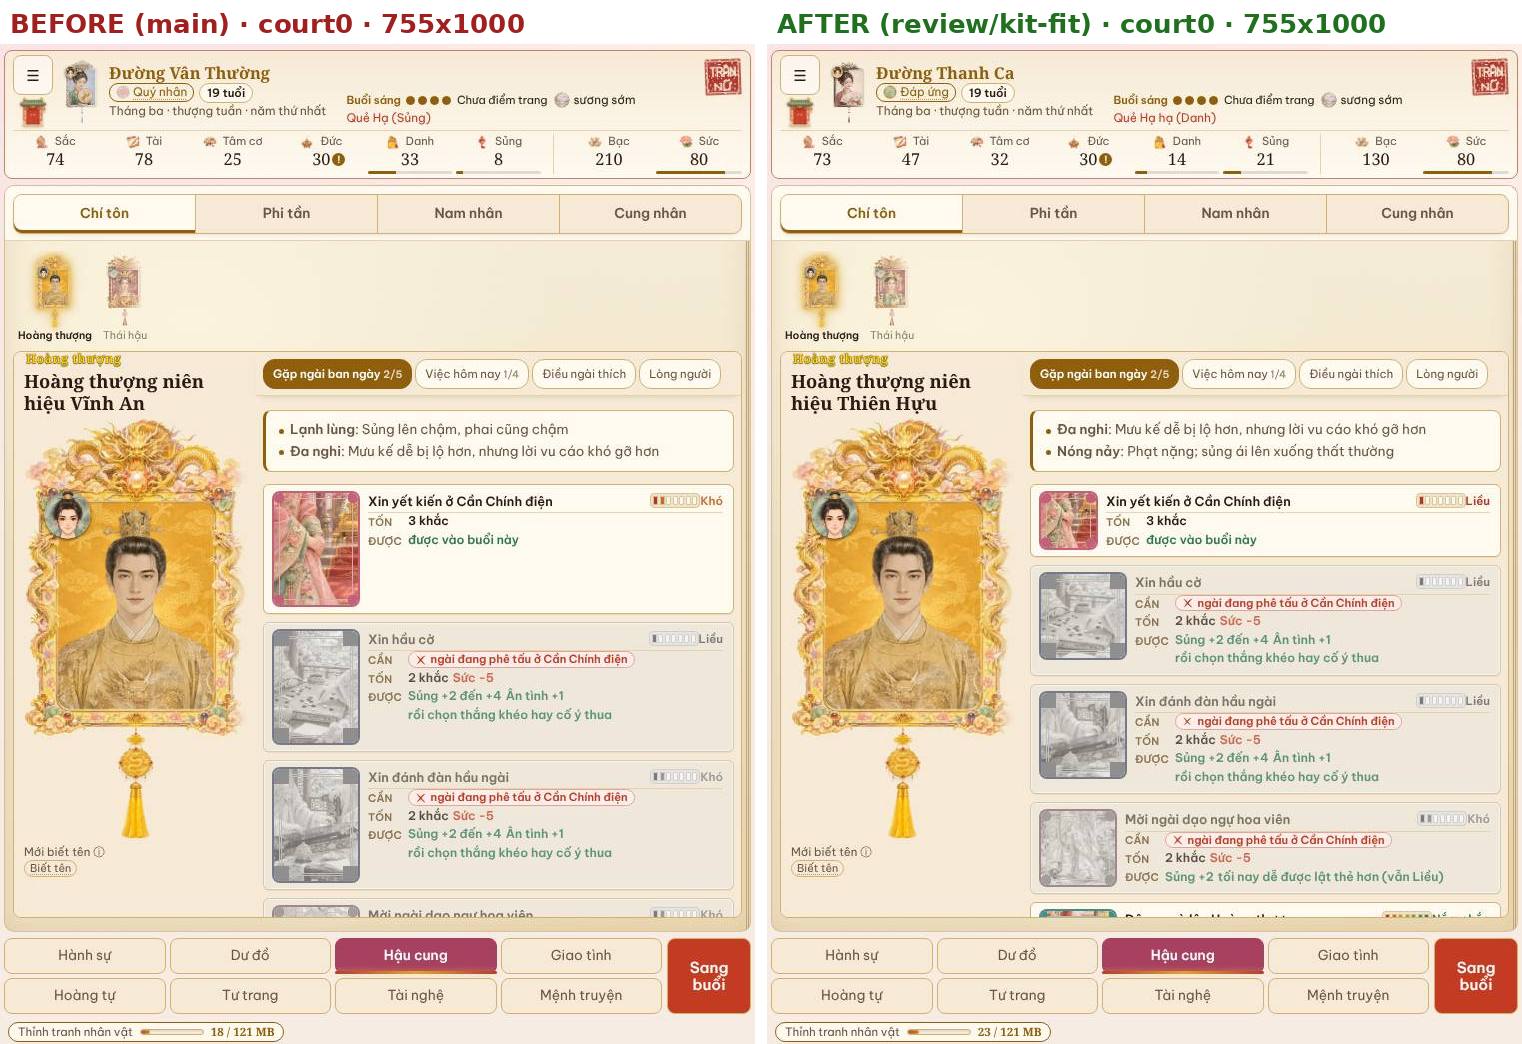 BEFORE (main) · court0 · 755x1000
☰
Đường Vân Thường
Quý nhân
19 tuổi
Tháng ba · thượng tuần · năm thứ nhất
Buổi sáng
Chưa điểm trang
sương sớm
Quẻ Hạ (Sủng)
TRÂN NỮ
Sắc
Tài
Tâm cơ
Đức
Danh
Sủng
Bạc
Sức
74
78
25
30 !
33
8
210
80
Chí tôn
Phi tần
Nam nhân
Cung nhân
Hoàng thượng
Thái hậu
Hoàng thượng
Hoàng thượng niên
hiệu Vĩnh An
Mới biết tên ⓘ
Biết tên
Gặp ngài ban ngày 2/5
Việc hôm nay 1/4
Điều ngài thích
Lòng người
• Lạnh lùng: Sủng lên chậm, phai cũng chậm
• Đa nghi: Mưu kế dễ bị lộ hơn, nhưng lời vu cáo khó gỡ hơn
Xin yết kiến ở Cần Chính điện
Khó
TỐN 3 khắc
ĐƯỢC được vào buổi này
Xin hầu cờ
Liều
CẦN ✕ ngài đang phê tấu ở Cần Chính điện
TỐN 2 khắc Sức -5
ĐƯỢC Sủng +2 đến +4 Ân tình +1
rồi chọn thắng khéo hay cố ý thua
Xin đánh đàn hầu ngài
Khó
CẦN ✕ ngài đang phê tấu ở Cần Chính điện
TỐN 2 khắc Sức -5
ĐƯỢC Sủng +2 đến +4 Ân tình +1
rồi chọn thắng khéo hay cố ý thua
Mời ngài dạo ngự hoa viên
Khó
Hành sự
Dư đồ
Hậu cung
Giao tình
Hoàng tự
Tư trang
Tài nghệ
Mệnh truyện
Sang
buổi
Thỉnh tranh nhân vật
18 / 121 MB
AFTER (review/kit-fit) · court0 · 755x1000
☰
Đường Thanh Ca
Đáp ứng
19 tuổi
Tháng ba · thượng tuần · năm thứ nhất
Buổi sáng
Chưa điểm trang
sương sớm
Quẻ Hạ hạ (Danh)
TRÂN NỮ
Sắc
Tài
Tâm cơ
Đức
Danh
Sủng
Bạc
Sức
73
47
32
30 !
14
21
130
80
Chí tôn
Phi tần
Nam nhân
Cung nhân
Hoàng thượng
Thái hậu
Hoàng thượng
Hoàng thượng niên
hiệu Thiên Hựu
Mới biết tên ⓘ
Biết tên
Gặp ngài ban ngày 2/5
Việc hôm nay 1/4
Điều ngài thích
Lòng người
• Đa nghi: Mưu kế dễ bị lộ hơn, nhưng lời vu cáo khó gỡ hơn
• Nóng nảy: Phạt nặng; sủng ái lên xuống thất thường
Xin yết kiến ở Cần Chính điện
Liều
TỐN 3 khắc
ĐƯỢC được vào buổi này
Xin hầu cờ
Liều
CẦN ✕ ngài đang phê tấu ở Cần Chính điện
TỐN 2 khắc Sức -5
ĐƯỢC Sủng +2 đến +4 Ân tình +1
rồi chọn thắng khéo hay cố ý thua
Xin đánh đàn hầu ngài
Liều
CẦN ✕ ngài đang phê tấu ở Cần Chính điện
TỐN 2 khắc Sức -5
ĐƯỢC Sủng +2 đến +4 Ân tình +1
rồi chọn thắng khéo hay cố ý thua
Mời ngài dạo ngự hoa viên
Khó
CẦN ✕ ngài đang phê tấu ở Cần Chính điện
TỐN 2 khắc Sức -5
ĐƯỢC Sủng +2 tối nay dễ được lật thẻ hơn (vẫn Liều)
Hành sự
Dư đồ
Hậu cung
Giao tình
Hoàng tự
Tư trang
Tài nghệ
Mệnh truyện
Sang
buổi
Thỉnh tranh nhân vật
23 / 121 MB